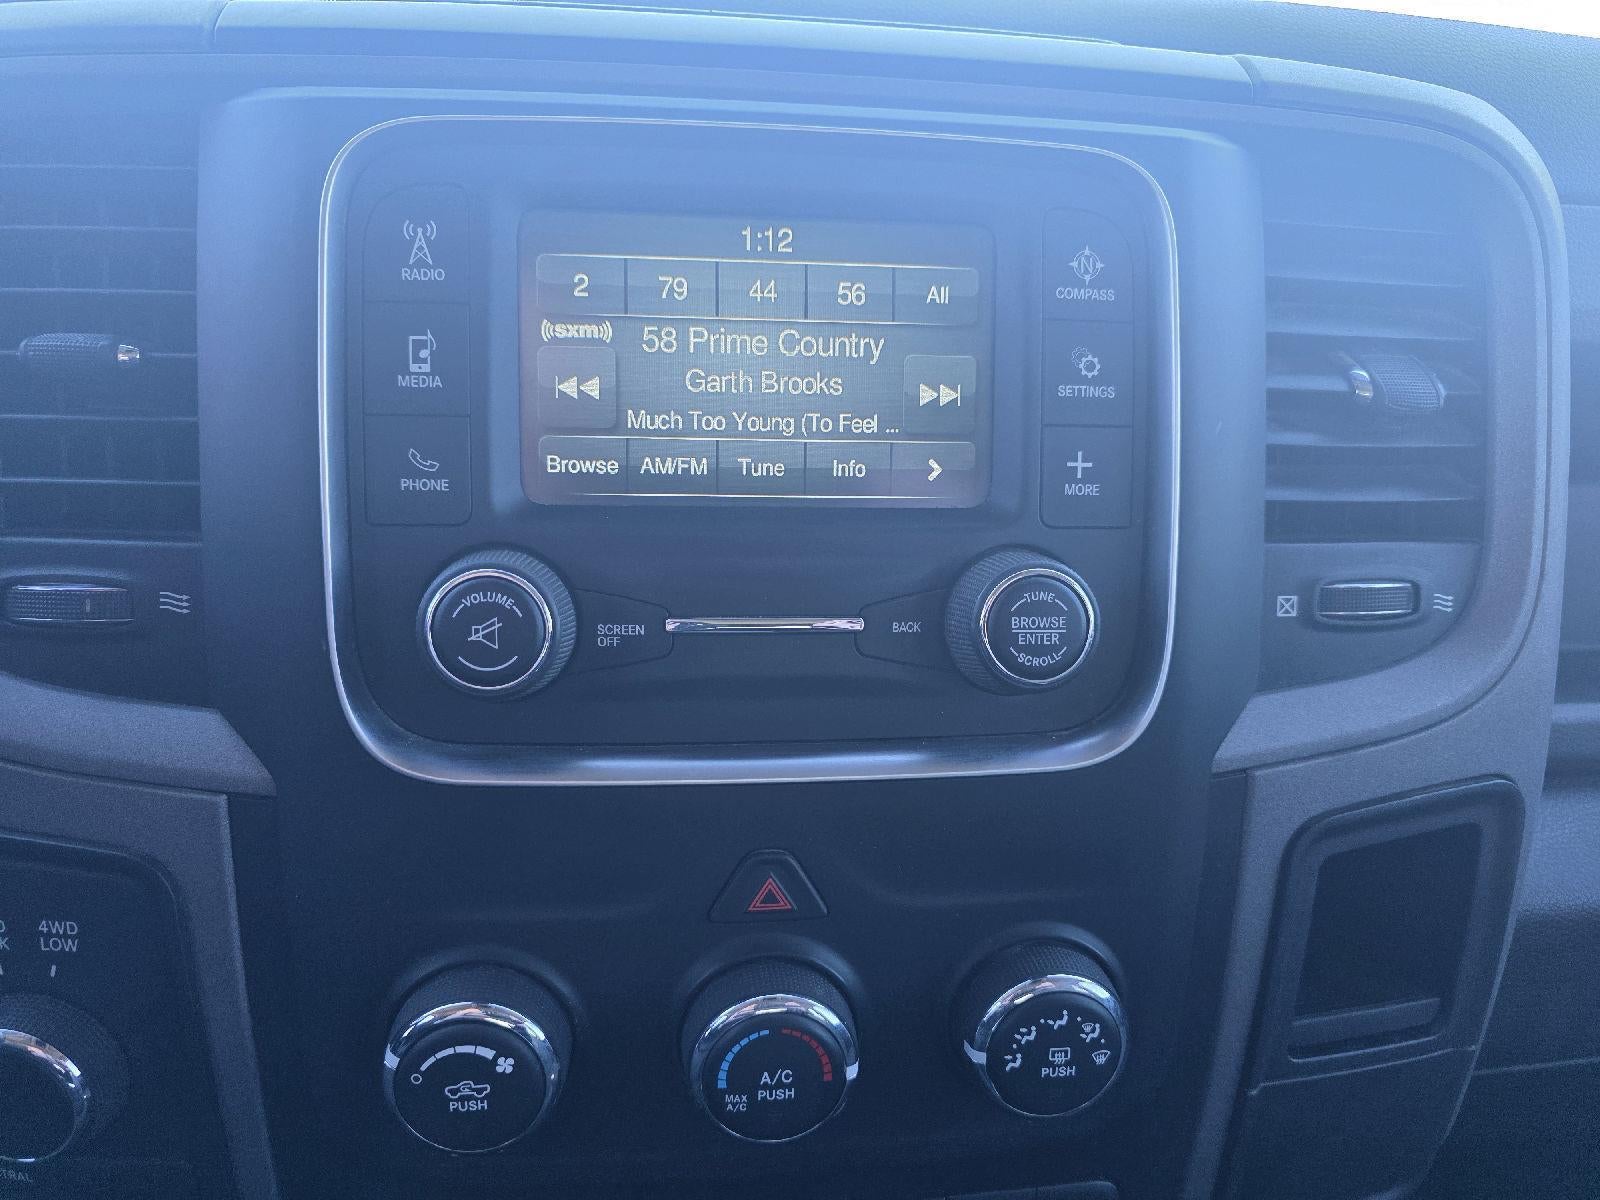 1:12
2 79 44 56 All
((sxm))
58 Prime Country
Garth Brooks
Much Too Young (To Feel ...
Browse AM/FM Tune Info
RADIO
MEDIA
PHONE
N
COMPASS
SETTINGS
MORE
VOLUME
SCREEN
OFF
BACK
TUNE
BROWSE
ENTER
SCROLL
4WD
LOW
PUSH
A/C
PUSH
MAX
A/C
PUSH